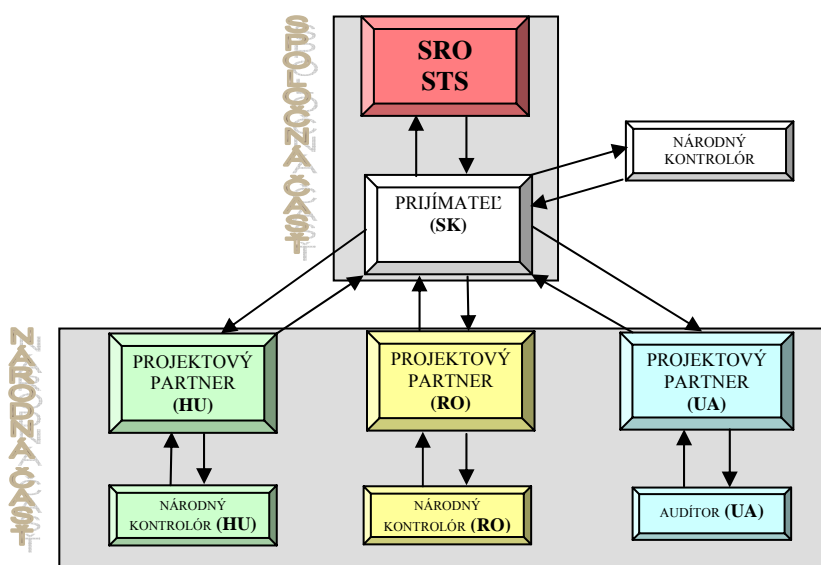 SPOLOČNÁ ČASŤ
SRO
STS
NÁRODNÝ
KONTROLÓR
PRIJÍMATEĽ
(SK)
NÁRODNÁ ČASŤ
PROJEKTOVÝ
PARTNER
(HU)
PROJEKTOVÝ
PARTNER
(RO)
PROJEKTOVÝ
PARTNER
(UA)
NÁRODNÝ
KONTROLÓR (HU)
NÁRODNÝ
KONTROLÓR (RO)
AUDÍTOR (UA)